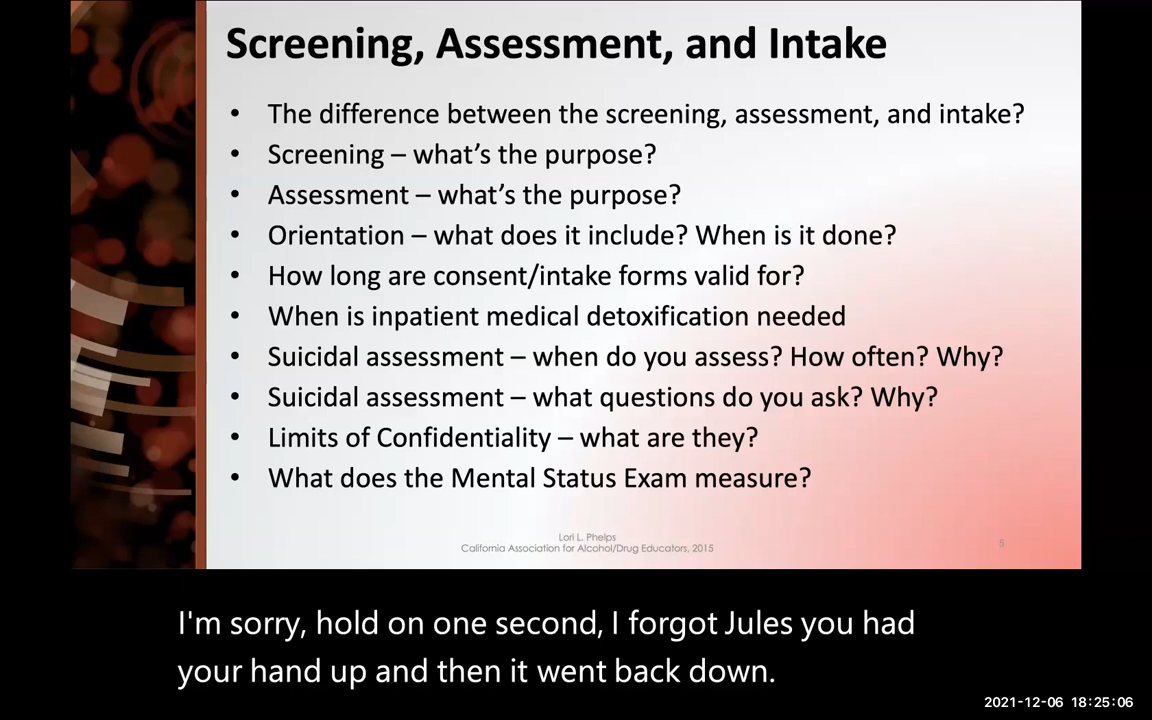 Screening, Assessment, and Intake
• The difference between the screening, assessment, and intake?
• Screening – what's the purpose?
• Assessment – what's the purpose?
• Orientation – what does it include? When is it done?
• How long are consent/intake forms valid for?
• When is inpatient medical detoxification needed
• Suicidal assessment – when do you assess? How often? Why?
• Suicidal assessment – what questions do you ask? Why?
• Limits of Confidentiality – what are they?
• What does the Mental Status Exam measure?
Lori L. Phelps
California Association for Alcohol/Drug Educators, 2015
5
I'm sorry, hold on one second, I forgot Jules you had
your hand up and then it went back down.
2021-12-06 18:25:06